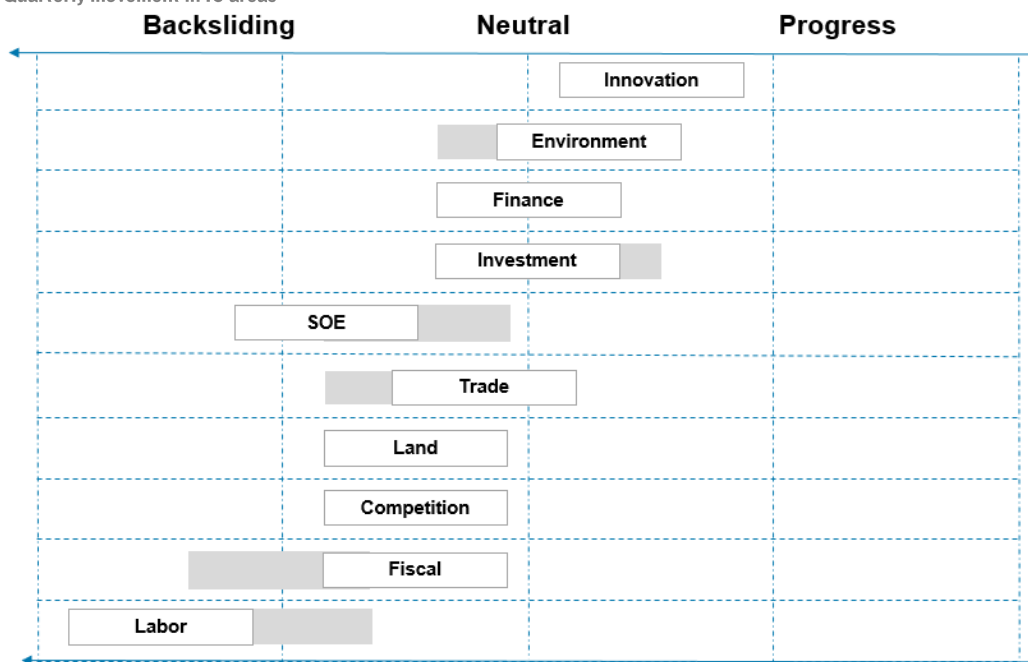 Backsliding Neutral Progress
Innovation
Environment
Finance
Investment
SOE
Trade
Land
Competition
Fiscal
Labor